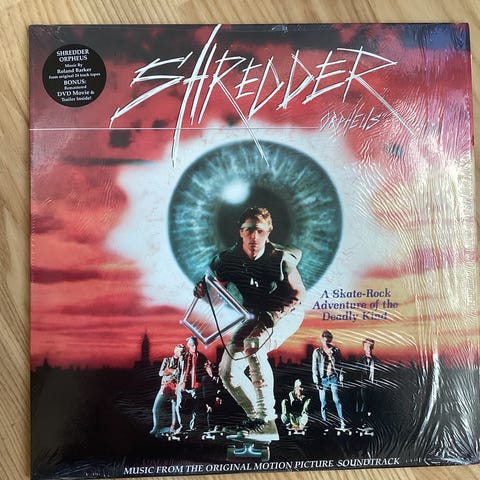 SHREDDER
ORPHEUS
Music By
Roland Barker
from original 24 track tapes
BONUS:
Remastered
DVD Movie &
Trailer Inside!
SHREDDER
ORPHEUS
A Skate-Rock
Adventure of the
Deadly Kind
MUSIC FROM THE ORIGINAL MOTION PICTURE SOUNDTRACK